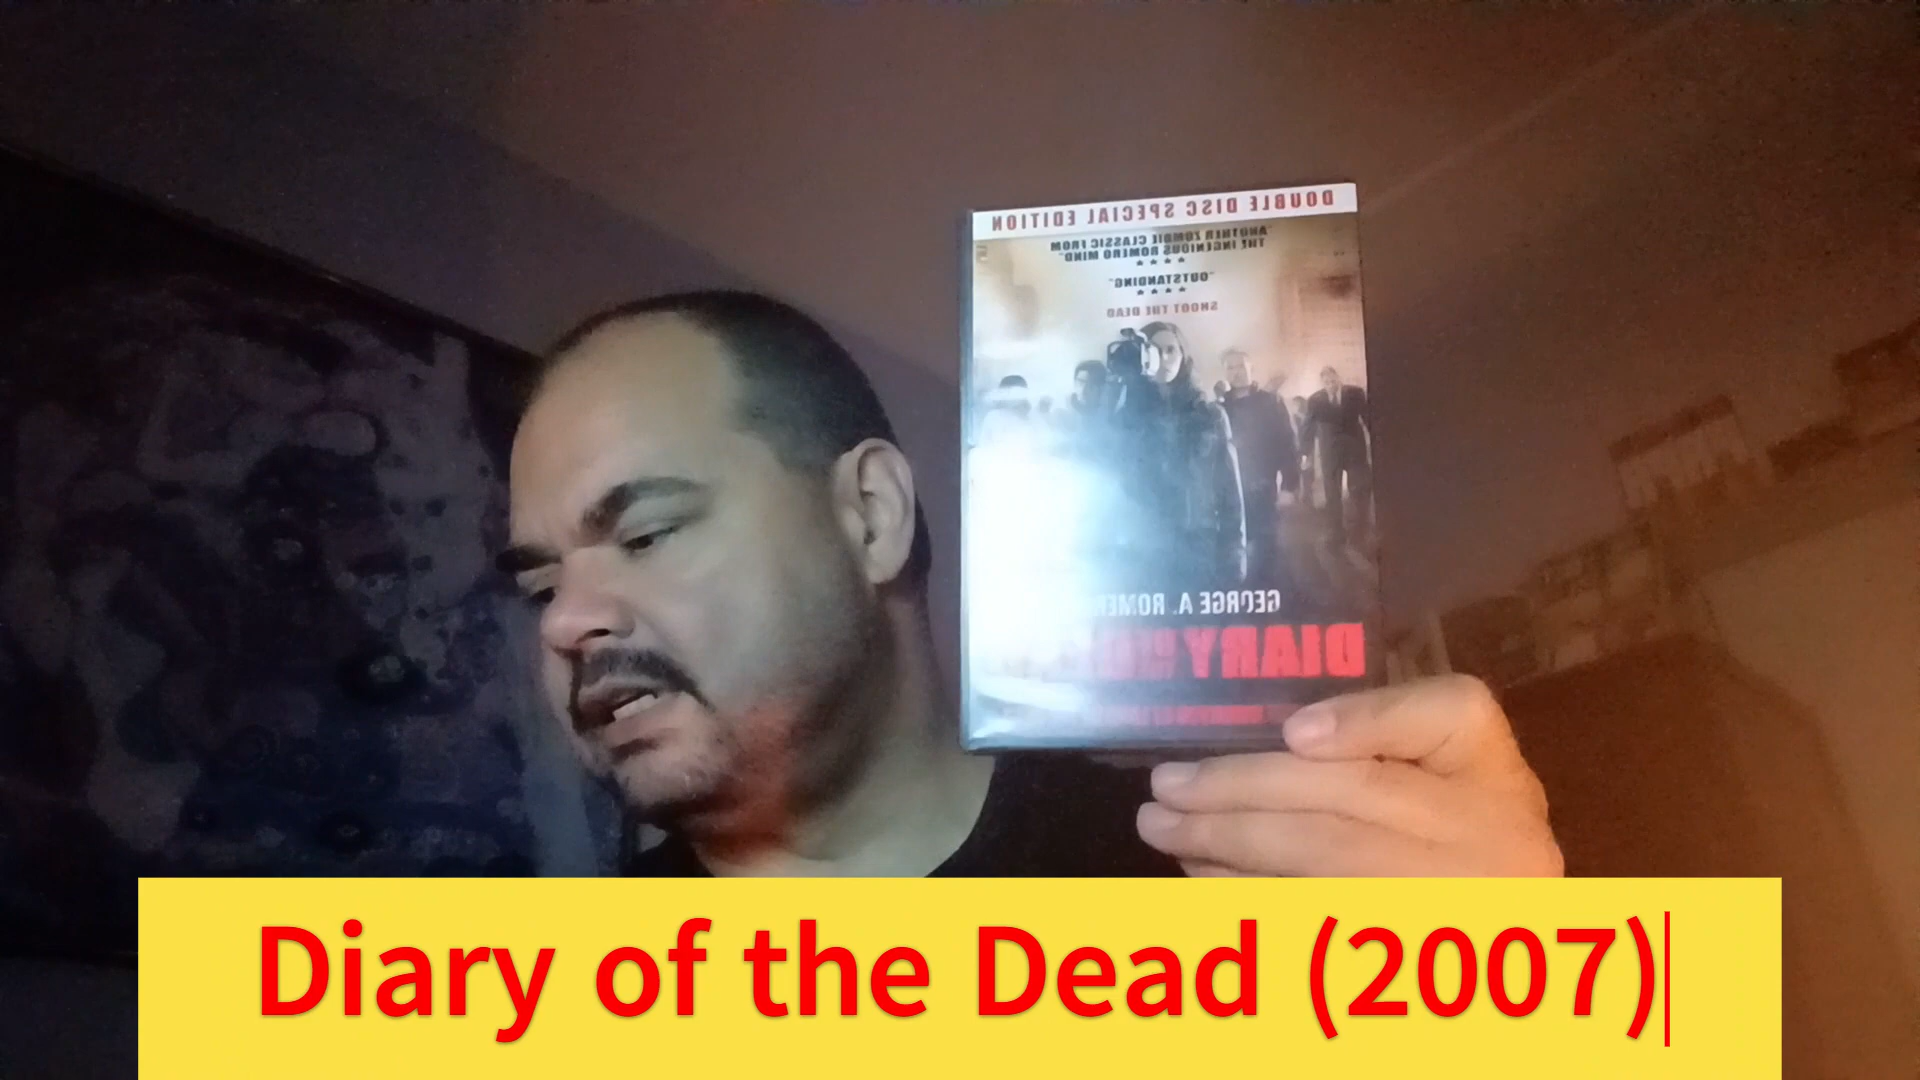 DOUBLE DISC SPECIAL EDITION
"ANOTHER ZOMBIE CLASSIC FROM
THE INGENIOUS ROMERO MIND"
★★★★
"OUTSTANDING"
★★★★
SHOOT THE DEAD
GEORGE A.
DIARY
Diary of the Dead (2007)